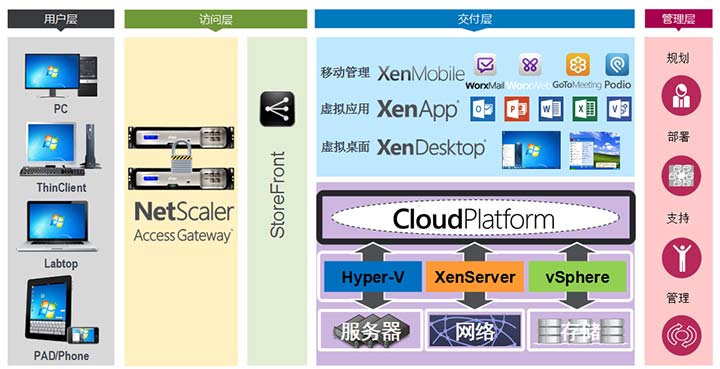 用户层
访问层
交付层
管理层
PC
ThinClient
Labtop
PAD/Phone
NetScaler
Access Gateway™
StoreFront
移动管理 XenMobile
WorxMail
WorxWeb
GoToMeeting
Podio
虚拟应用 XenApp®
虚拟桌面 XenDesktop®
CloudPlatform
Hyper-V
XenServer
vSphere
服务器
网络
存储
规划
部署
支持
管理